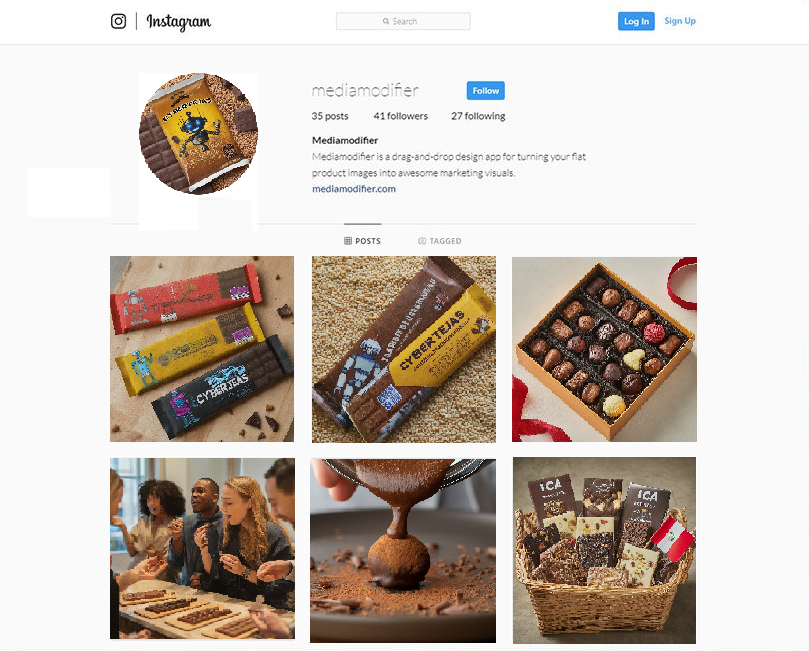 Instagram
Search
Log In
Sign Up
mediamodifier
Follow
35 posts
41 followers
27 following
Mediamodifier
Mediamodifier is a drag-and-drop design app for turning your flat
product images into awesome marketing visuals.
mediamodifier.com
POSTS
TAGGED
CYBERTEJAS
CYBERJEAS
CYBERTEJAS
ICA
ICA